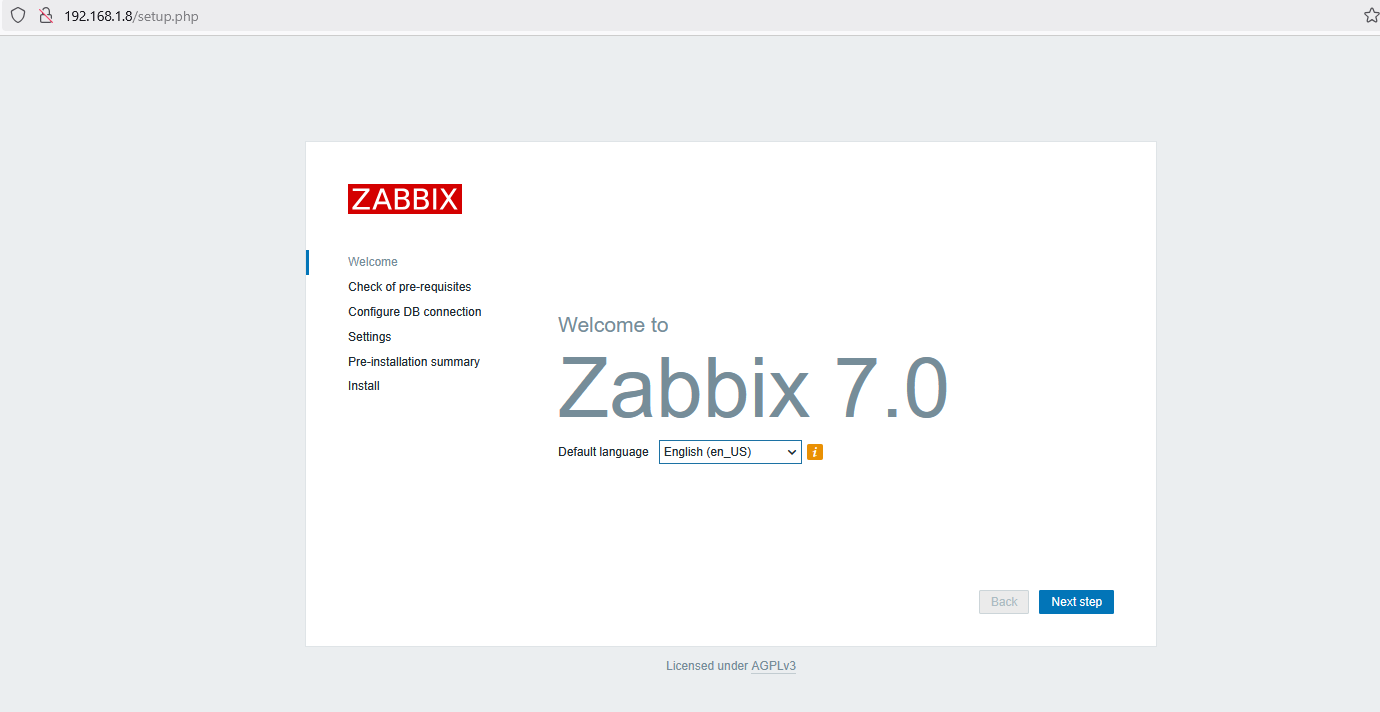 192.168.1.8/setup.php
ZABBIX
Welcome
Check of pre-requisites
Configure DB connection
Settings
Pre-installation summary
Install
Welcome to
Zabbix 7.0
Default language English (en_US) i
Back Next step
Licensed under AGPLv3